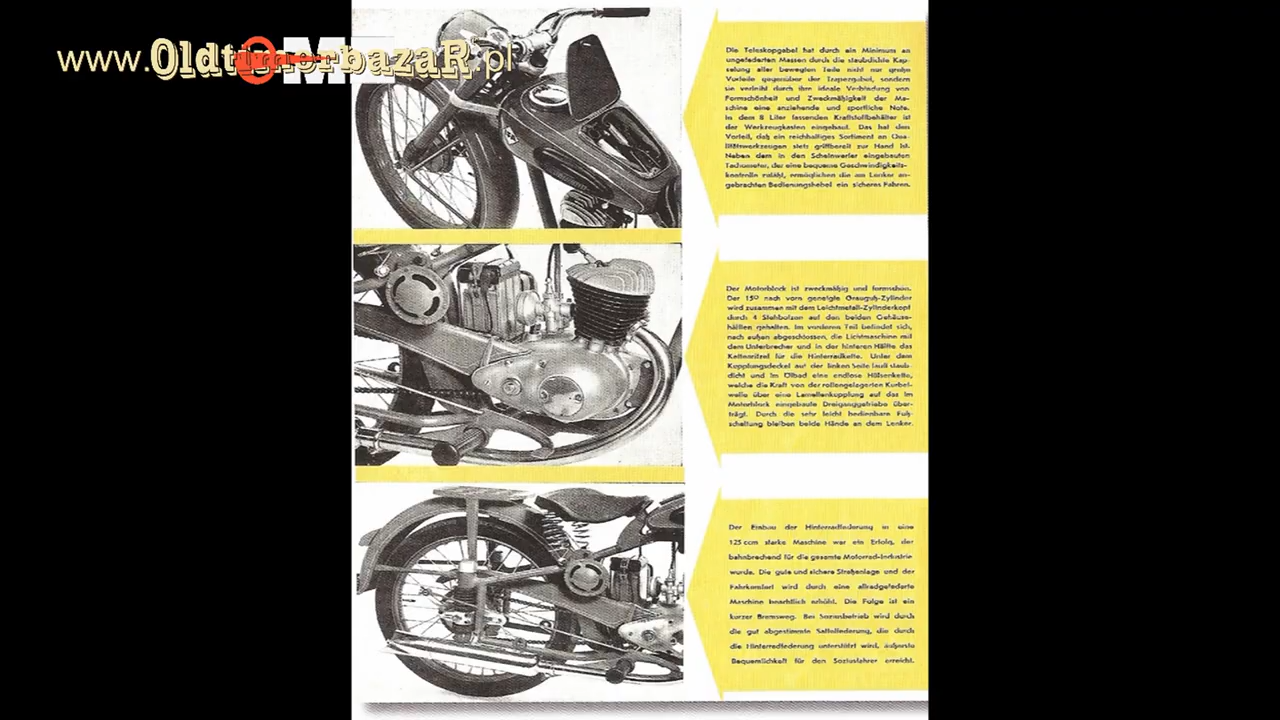 www.OldtimerbazaR.pl
OM
Die Teleskopgabel hat durch ein Minimum an
ungefederten Massen durch die staubdichte Kap-
selung aller bewegten Teile nicht nur große
Vorteile gegenüber der Trapezgabel, sondern
sie verleiht durch ihre ideale Verbindung von
Formschönheit und Zweckmäßigkeit der Ma-
schine eine anziehende und sportliche Note.
In dem 8 Liter fassenden Kraftstoffbehälter ist
der Werkzeugkasten eingebaut. Das hat den
Vorteil, daß ein reichhaltiges Sortiment an Qua-
litätswerkzeugen stets griffbereit zur Hand ist.
Neben dem in den Scheinwerfer eingebauten
Tachometer, der eine bequeme Geschwindigkeits-
kontrolle zuläßt, ermöglichen die am Lenker an-
gebrachten Bedienungshebel ein sicheres Fahren.
Der Motorblock ist zweckmäßig und formschön.
Der 15° nach vorn geneigte Grauguß-Zylinder
wird zusammen mit dem Leichtmetall-Zylinderkopf
durch 4 Stehbolzen auf den beiden Gehäuse-
hälften gehalten. Im vorderen Teil befindet sich,
nach außen abgeschlossen, die Lichtmaschine mit
dem Unterbrecher und in der hinteren Hälfte das
Kettenritzel für die Hinterradkette. Unter dem
Kupplungsdeckel auf der linken Seite läuft staub-
dicht und im Ölbad eine endlose Hülsenkette,
welche die Kraft von der rollengelagerten Kurbel-
welle über eine Lamellenkupplung auf das im
Motorblock eingebaute Dreiganggetriebe über-
trägt. Durch die sehr leicht bedienbare Fuß-
schaltung bleiben beide Hände an dem Lenker.
Der Einbau der Hinterradfederung in eine
125 ccm starke Maschine war ein Erfolg, der
bahnbrechend für die gesamte Motorrad-Industrie
wurde. Die gute und sichere Straßenlage und der
Fahrkomfort wird durch eine allradgefederte
Maschine beachtlich erhöht. Die Folge ist ein
kurzer Bremsweg. Bei Soziusbetrieb wird durch
die gut abgestimmte Sattelfederung, die durch
die Hinterradfederung unterstützt wird, äußerste
Bequemlichkeit für den Soziusfahrer erreicht.